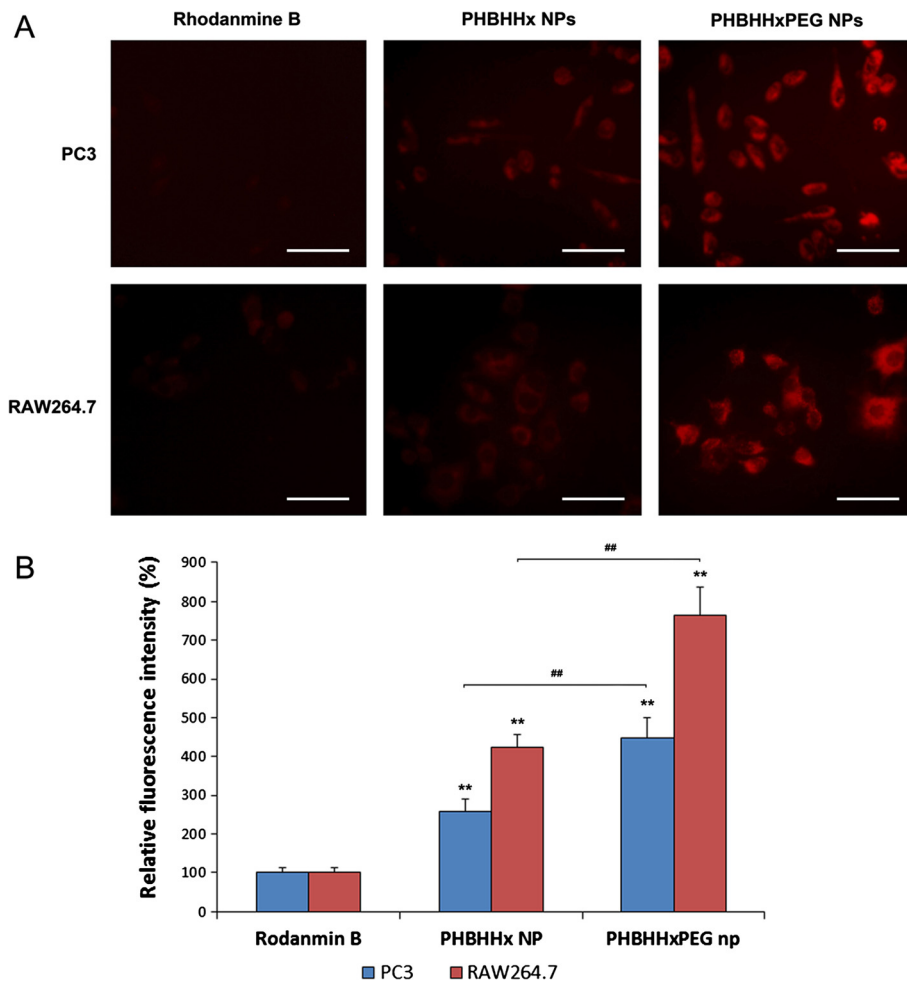 A
Rhodanmine B
PHBHHx NPs
PHBHHxPEG NPs
PC3
RAW264.7
B
Relative fluorescence intensity (%)
900
800
700
600
500
400
300
200
100
0
##
##
**
**
**
**
Rodanmin B
PHBHHx NP
PHBHHxPEG np
PC3
RAW264.7